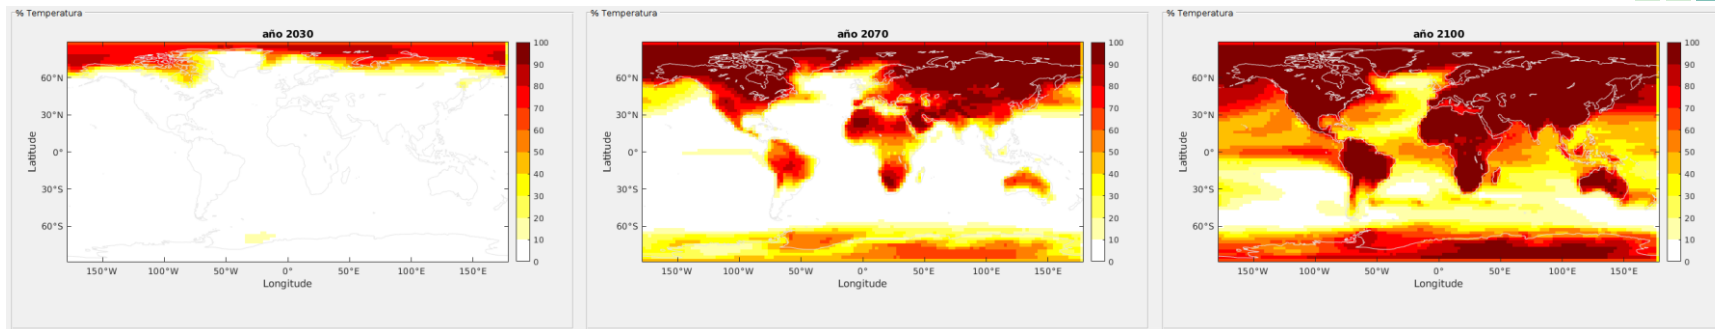 % Temperatura
año 2030
100
90
80
70
60
50
40
30
20
10
0
60°N
30°N
0°
30°S
60°S
Latitude
150°W
100°W
50°W
0°
50°E
100°E
150°E
Longitude
% Temperatura
año 2070
100
90
80
70
60
50
40
30
20
10
0
60°N
30°N
0°
30°S
60°S
Latitude
150°W
100°W
50°W
0°
50°E
100°E
150°E
Longitude
% Temperatura
año 2100
100
90
80
70
60
50
40
30
20
10
0
60°N
30°N
0°
30°S
60°S
Latitude
150°W
100°W
50°W
0°
50°E
100°E
150°E
Longitude